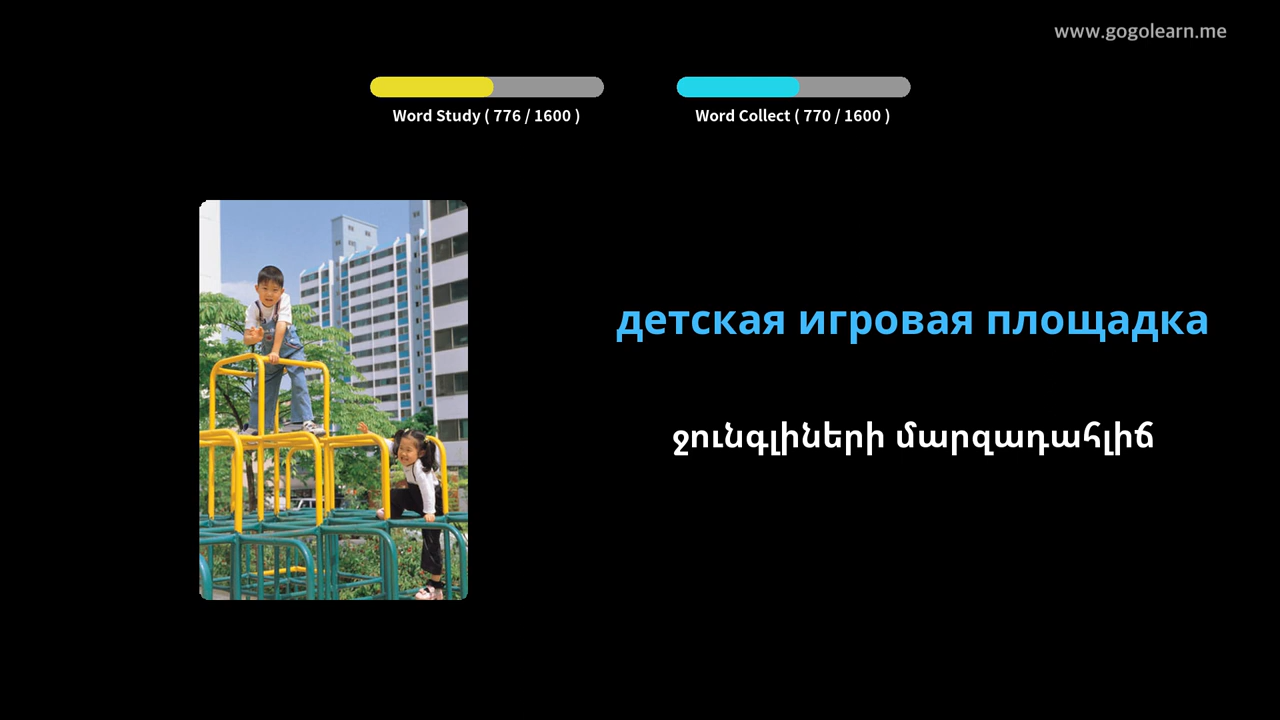 www.gogolearn.me
Word Study ( 776 / 1600 )
Word Collect ( 770 / 1600 )
детская игровая площадка
ջունգլիների մարզադահլիճ